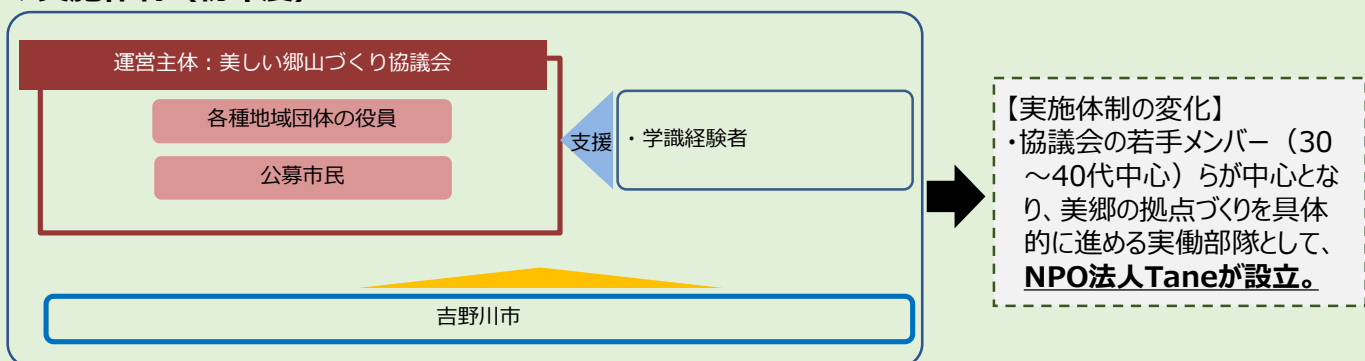 運営主体：美しい郷山づくり協議会
各種地域団体の役員
公募市民
支援
・学識経験者
吉野川市
【実施体制の変化】
・協議会の若手メンバー（30
～40代中心）らが中心とな
り、美郷の拠点づくりを具体
的に進める実働部隊として、
NPO法人Taneが設立。